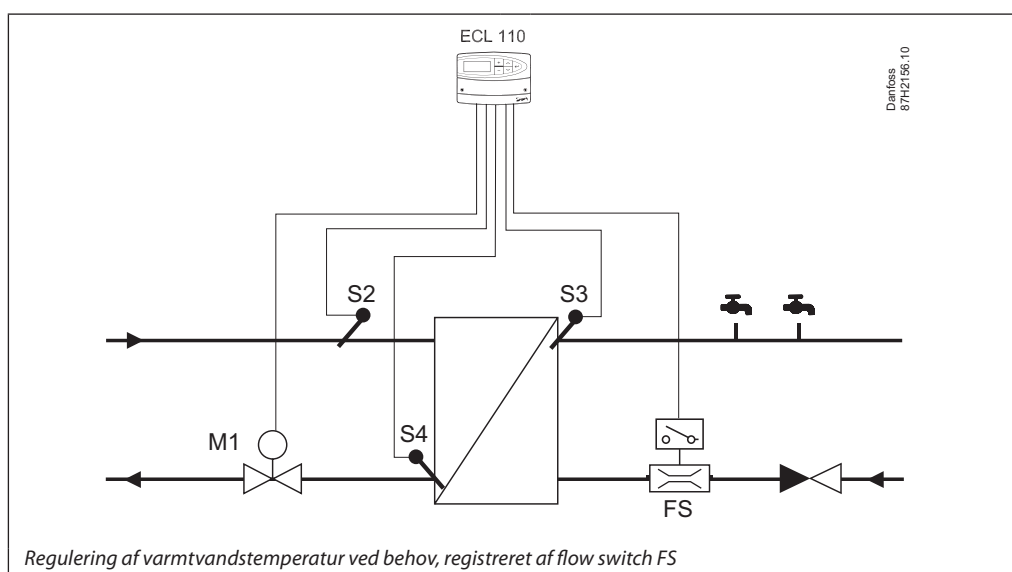 ECL 110
Danfoss
87H2156.10
S2
S3
M1
S4
FS
Regulering af varmtvandstemperatur ved behov, registreret af flow switch FS